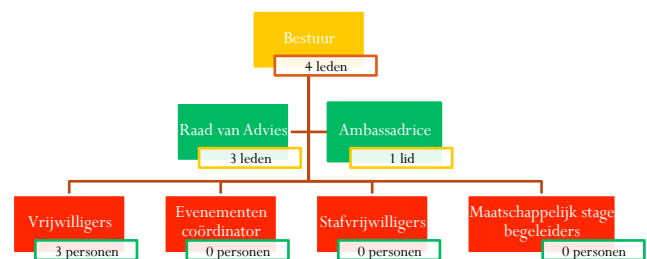 Bestuur
4 leden
Raad van Advies
3 leden
Ambassadrice
1 lid
Vrijwilligers
3 personen
Evenementen
coördinator
0 personen
Stafvrijwilligers
0 personen
Maatschappelijk stage
begeleiders
0 personen